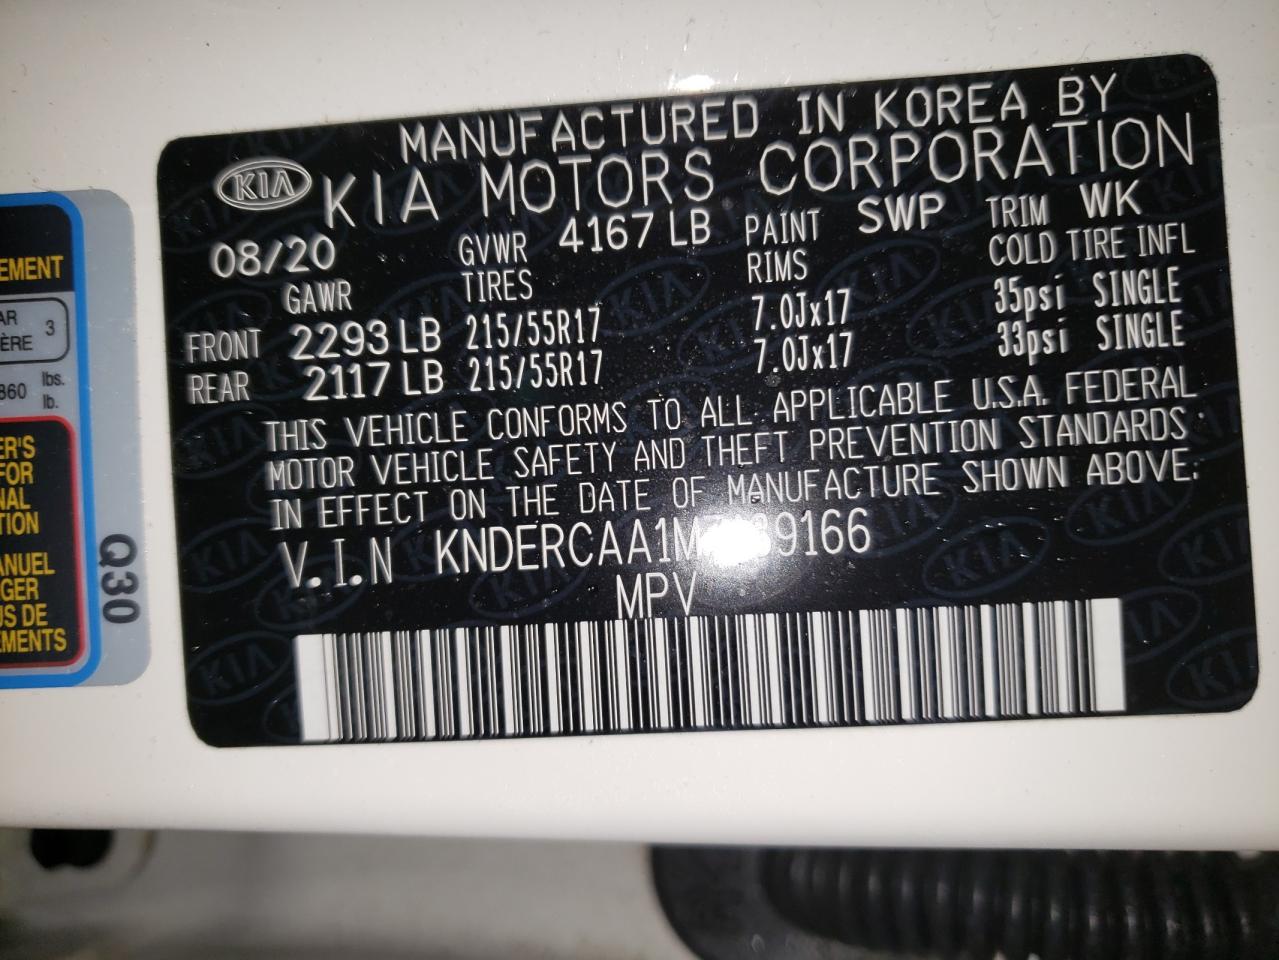 EMENT
AR
ÈRE 3
860 lbs.
lb.
ER'S
FOR
NAL
TION
ANUEL
GER
US DE
EMENTS
Q30
MANUFACTURED IN KOREA BY
KIA KIA MOTORS CORPORATION
08/20 GVWR 4167 LB PAINT SWP TRIM WK
GAWR TIRES RIMS COLD TIRE INFL
FRONT 2293 LB 215/55R17 7.0Jx17 35psi SINGLE
REAR 2117 LB 215/55R17 7.0Jx17 33psi SINGLE
THIS VEHICLE CONFORMS TO ALL APPLICABLE U.S.A. FEDERAL
MOTOR VEHICLE SAFETY AND THEFT PREVENTION STANDARDS
IN EFFECT ON THE DATE OF MANUFACTURE SHOWN ABOVE.
V.I.N
MPV